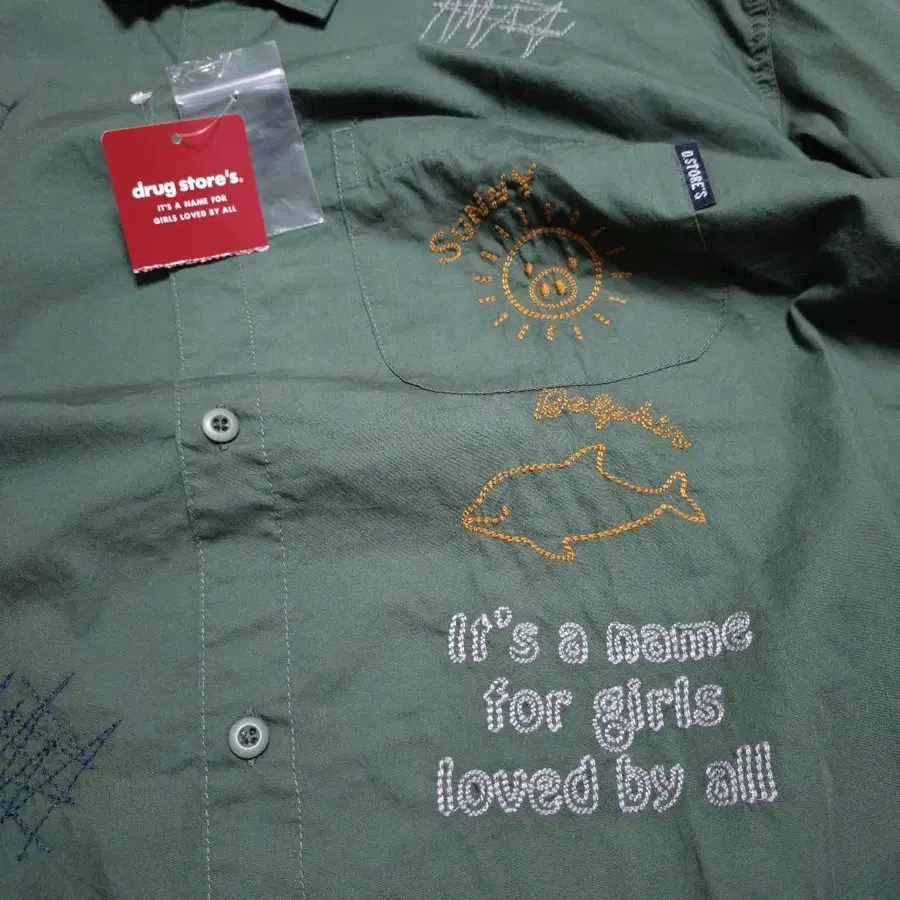 drug store's®
IT'S A NAME FOR
GIRLS LOVED BY ALL
D.STORE'S
SUNNY
It's a name
for girls
loved by all